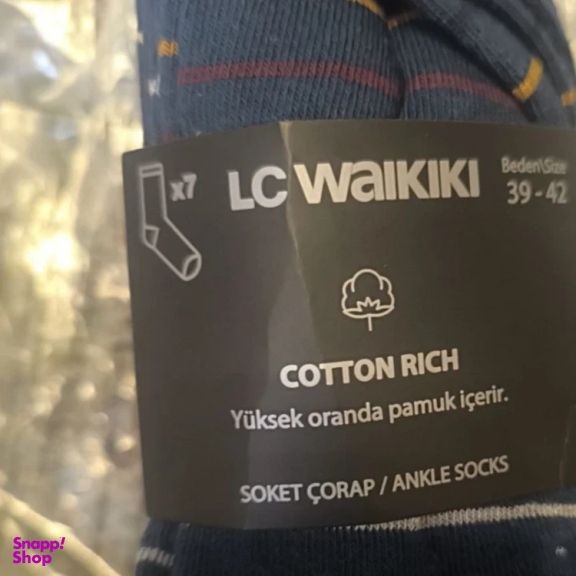 x7
LC WAIKIKI
Beden\Size
39 - 42
COTTON RICH
Yüksek oranda pamuk içerir.
SOKET ÇORAP / ANKLE SOCKS
Snapp!
Shop